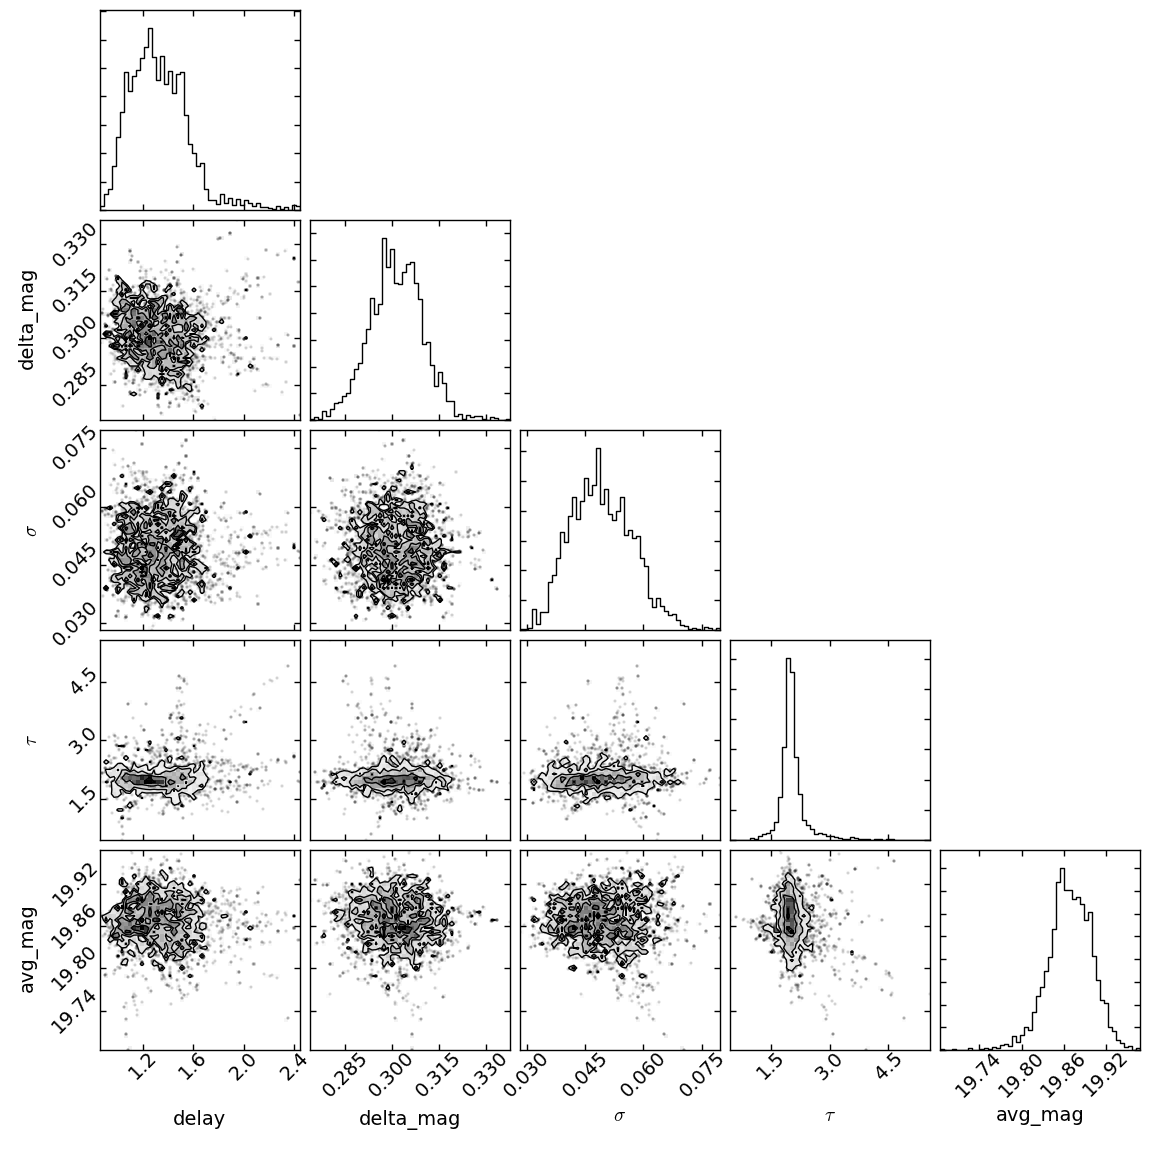 delta_mag
0.330
0.315
0.300
0.285
σ
0.075
0.060
0.045
0.030
τ
4.5
3.0
1.5
avg_mag
19.92
19.86
19.80
19.74
1.2 1.6 2.0 2.4
0.285 0.300 0.315 0.330
0.030 0.045 0.060 0.075
1.5 3.0 4.5
19.74 19.80 19.86 19.92
delay delta_mag σ τ avg_mag